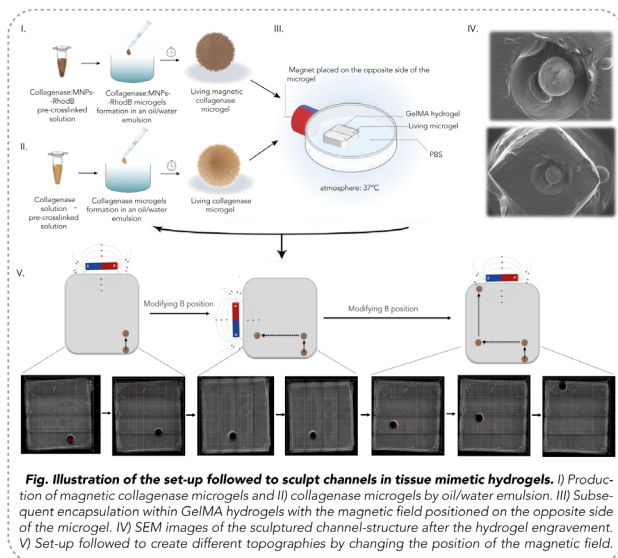 I.
III.
IV.
Collagenase:MNPs-
-RhodB
pre-crosslinked
solution
Collagenase:MNPs-
-RhodB microgels
formation in an oil/water
emulsion
Living magnetic
collagenase
microgel
Magnet placed on the opposite side of the
microgel
GelMA hydrogel
Living microgel
PBS
atmosphere: 37ºC
II.
Collagenase
solution
pre-crosslinked
solution
Collagenase microgels
formation in an oil/water
emulsion
Living collagenase
microgel
V.
Modifying B position
Modifying B position
Fig. Illustration of the set-up followed to sculpt channels in tissue mimetic hydrogels. I) Produc-
tion of magnetic collagenase microgels and II) collagenase microgels by oil/water emulsion. III) Subse-
quent encapsulation within GelMA hydrogels with the magnetic field positioned on the opposite side
of the microgel. IV) SEM images of the sculptured channel-structure after the hydrogel engravement.
V) Set-up followed to create different topographies by changing the position of the magnetic field.